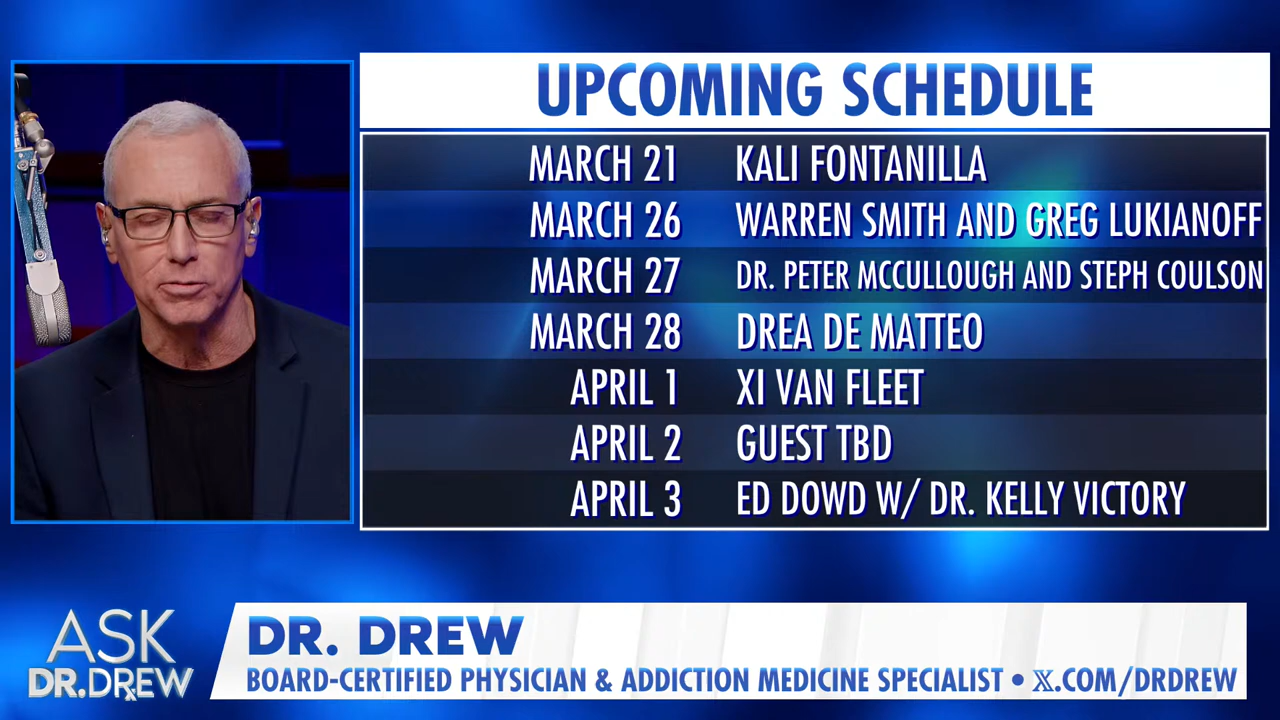 UPCOMING SCHEDULE
MARCH 21 KALI FONTANILLA
MARCH 26 WARREN SMITH AND GREG LUKIANOFF
MARCH 27 DR. PETER MCCULLOUGH AND STEPH COULSON
MARCH 28 DREA DE MATTEO
APRIL 1 XI VAN FLEET
APRIL 2 GUEST TBD
APRIL 3 ED DOWD W/ DR. KELLY VICTORY
ASK
DR.DREW
DR. DREW
BOARD-CERTIFIED PHYSICIAN & ADDICTION MEDICINE SPECIALIST • 𝕏.COM/DRDREW